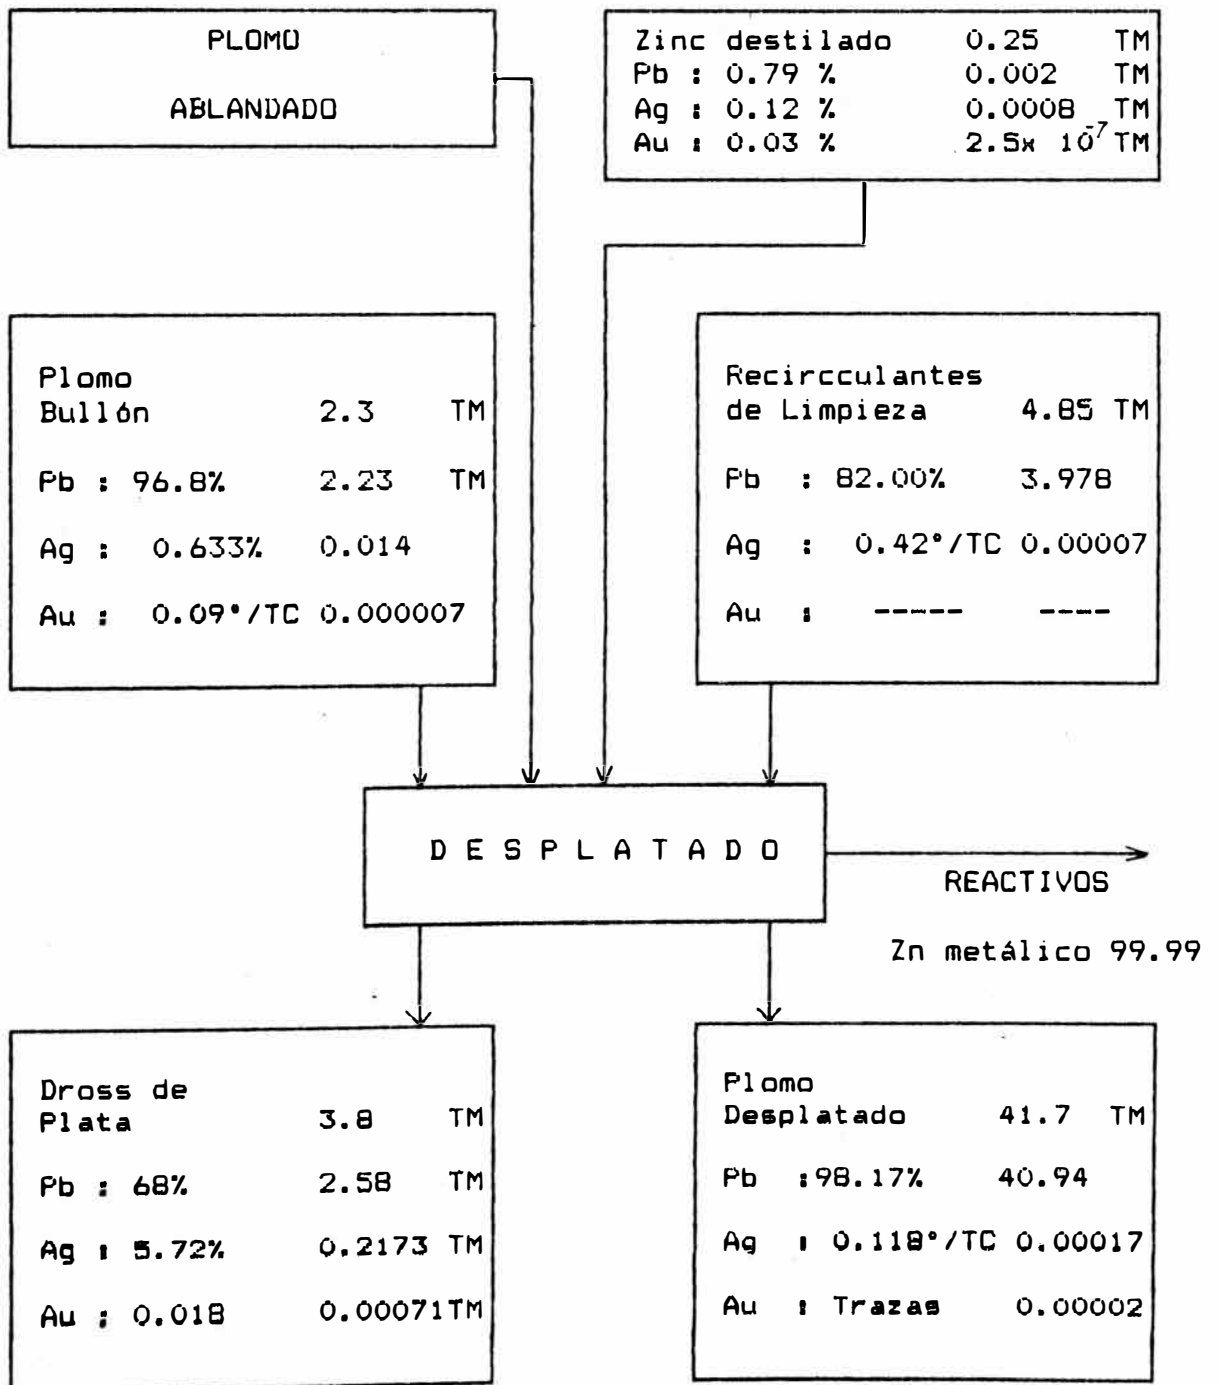 PLOMO
ABLANDADO
Zinc destilado 0.25 TM
Pb : 0.79 % 0.002 TM
Ag : 0.12 % 0.0008 TM
Au : 0.03 % 2.5x 10^-7 TM
Plomo
Bullón 2.3 TM
Pb : 96.8% 2.23 TM
Ag : 0.633% 0.014
Au : 0.09°/TC 0.000007
Recircculantes
de Limpieza 4.85 TM
Pb : 82.00% 3.978
Ag : 0.42°/TC 0.00007
Au : ----- ----
D E S P L A T A D O
REACTIVOS
Zn metálico 99.99
Dross de
Plata 3.8 TM
Pb : 68% 2.58 TM
Ag : 5.72% 0.2173 TM
Au : 0.018 0.00071TM
Plomo
Desplatado 41.7 TM
Pb :98.17% 40.94
Ag : 0.118°/TC 0.00017
Au : Trazas 0.00002